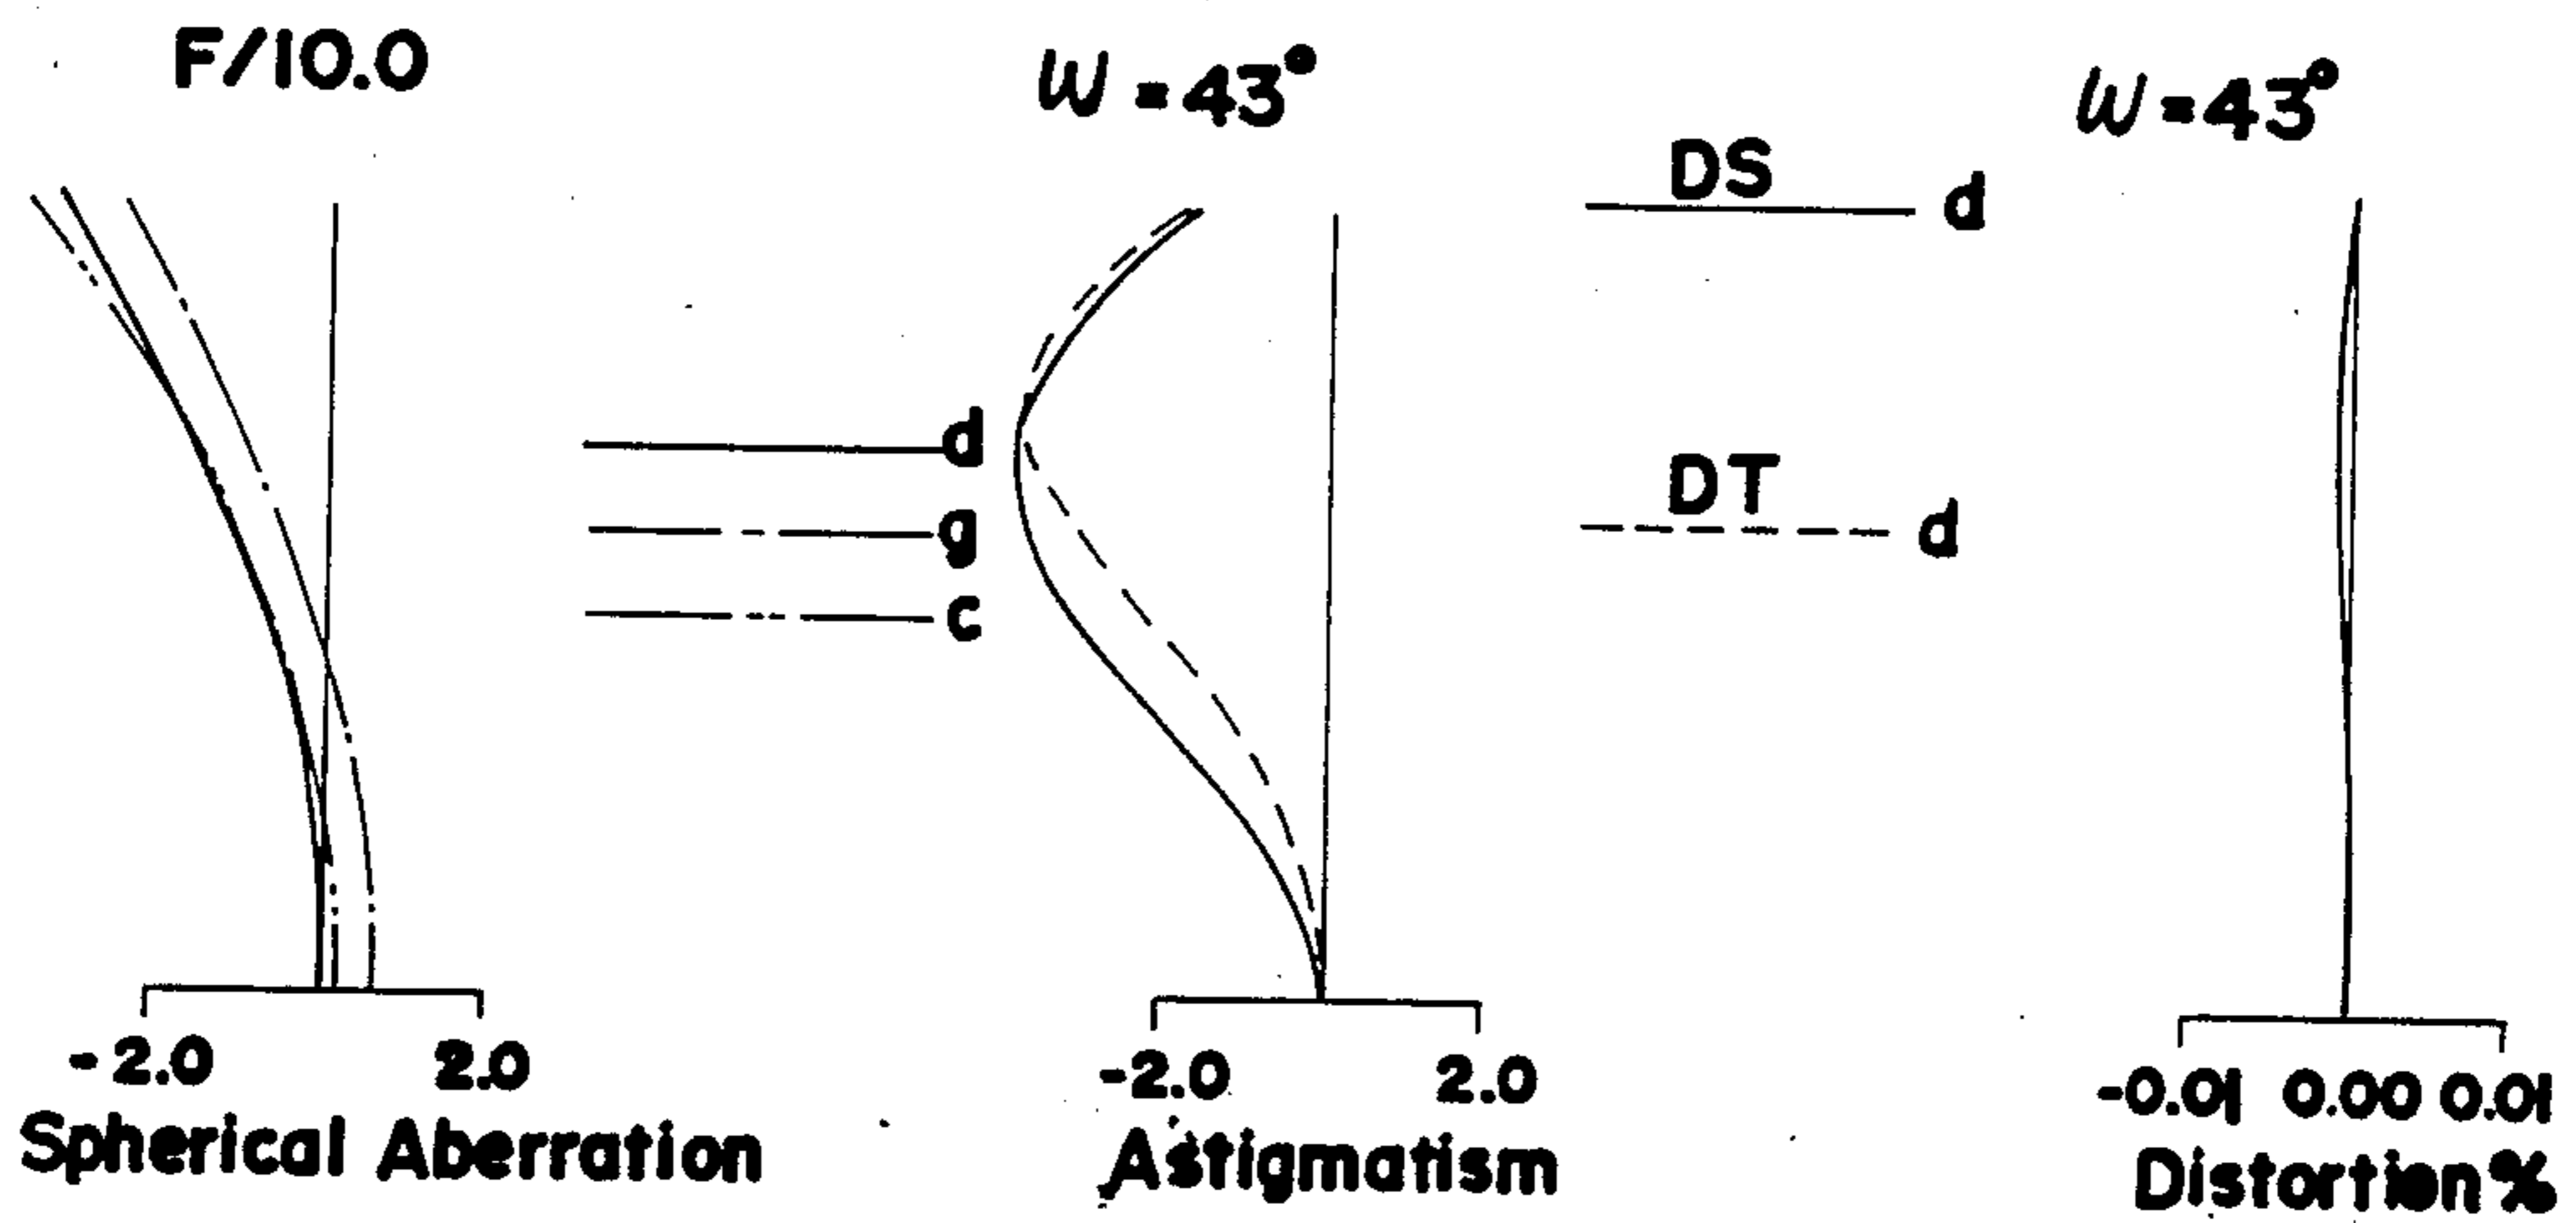 F/10.0
W = 43°
DS
d
DT
d
W = 43°
d
g
c
-2.0 2.0
Spherical Aberration
-2.0 2.0
Astigmatism
-0.01 0.00 0.01
Distortion %